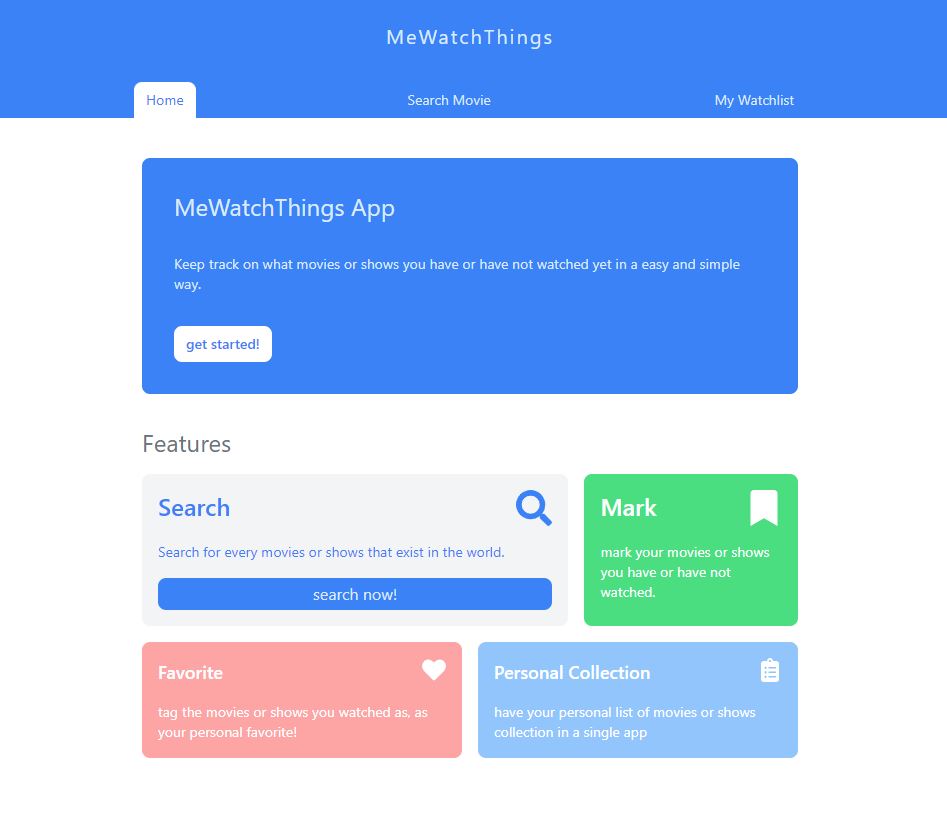 MeWatchThings
Home
Search Movie
My Watchlist
MeWatchThings App
Keep track on what movies or shows you have or have not watched yet in a easy and simple
way.
get started!
Features
Search
Search for every movies or shows that exist in the world.
search now!
Mark
mark your movies or shows
you have or have not
watched.
Favorite
tag the movies or shows you watched as, as
your personal favorite!
Personal Collection
have your personal list of movies or shows
collection in a single app